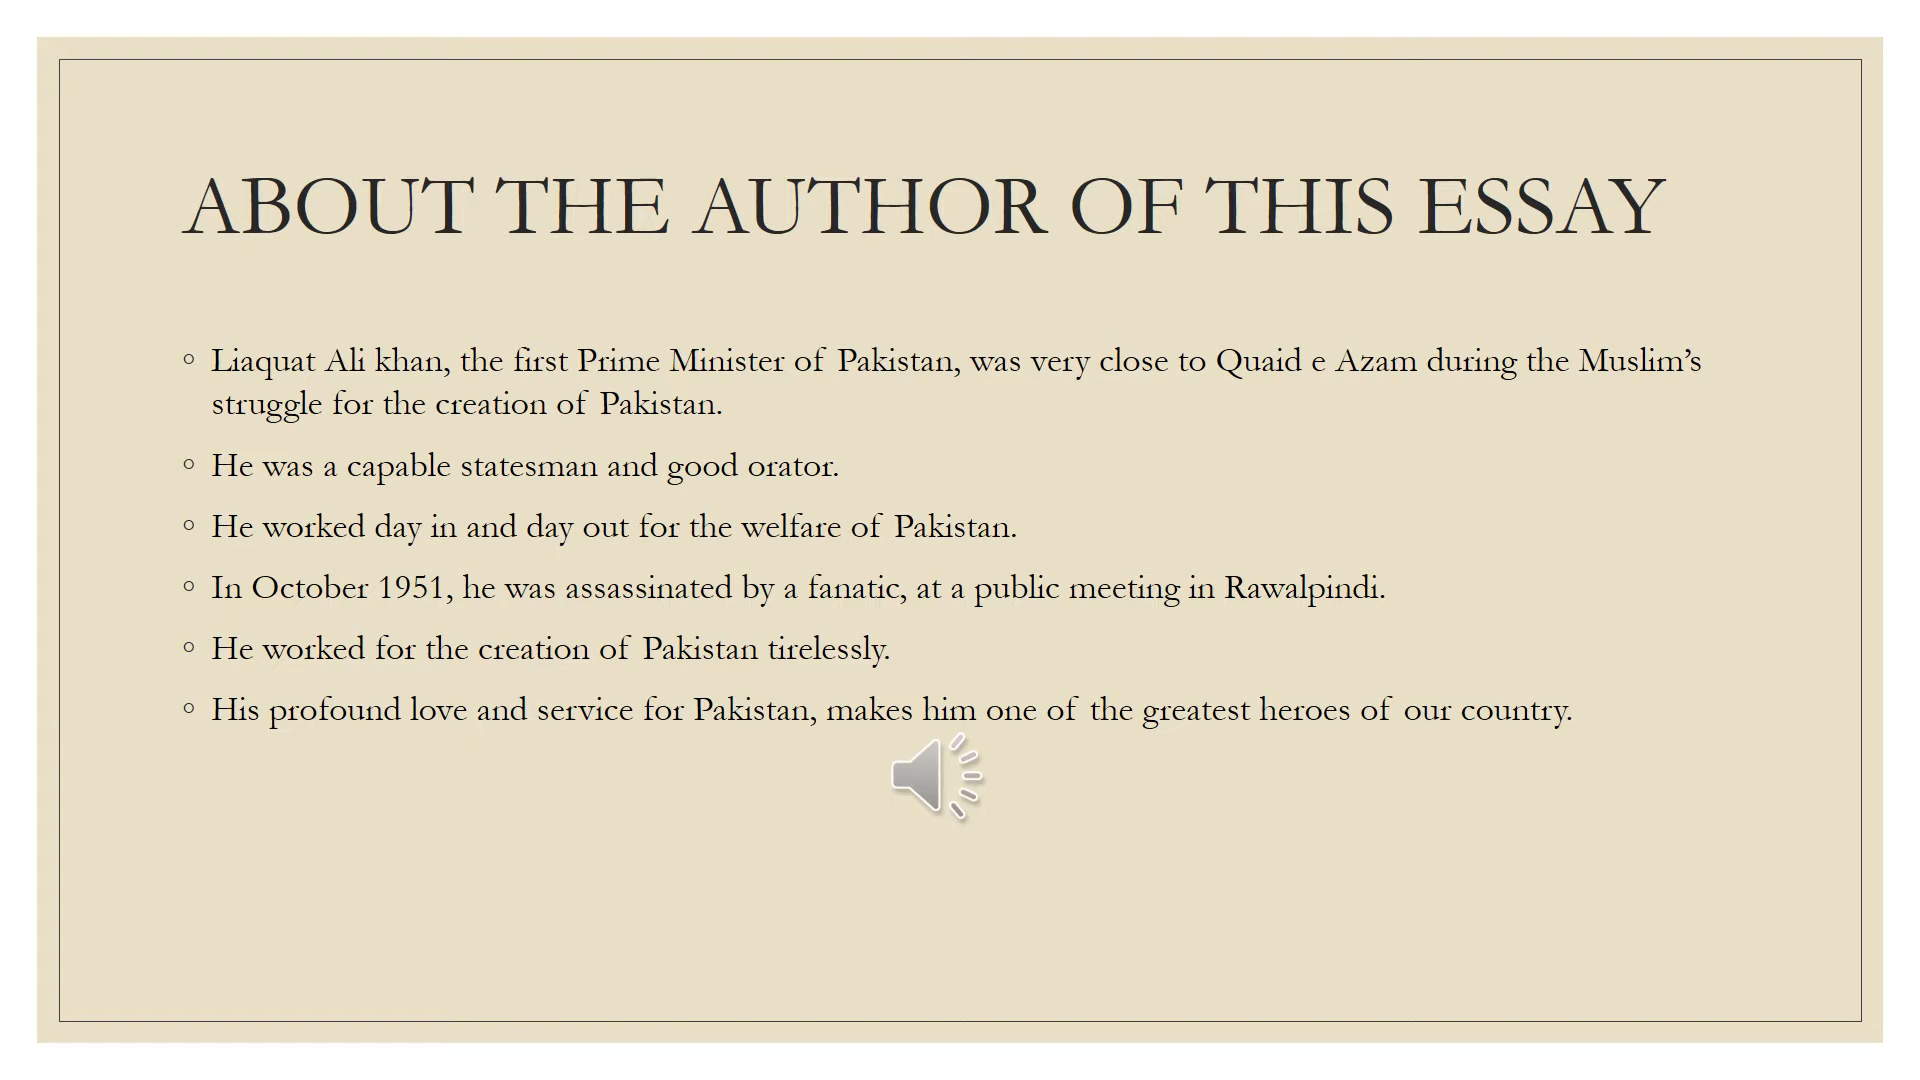 ABOUT THE AUTHOR OF THIS ESSAY
◦ Liaquat Ali khan, the first Prime Minister of Pakistan, was very close to Quaid e Azam during the Muslim’s
struggle for the creation of Pakistan.
◦ He was a capable statesman and good orator.
◦ He worked day in and day out for the welfare of Pakistan.
◦ In October 1951, he was assassinated by a fanatic, at a public meeting in Rawalpindi.
◦ He worked for the creation of Pakistan tirelessly.
◦ His profound love and service for Pakistan, makes him one of the greatest heroes of our country.